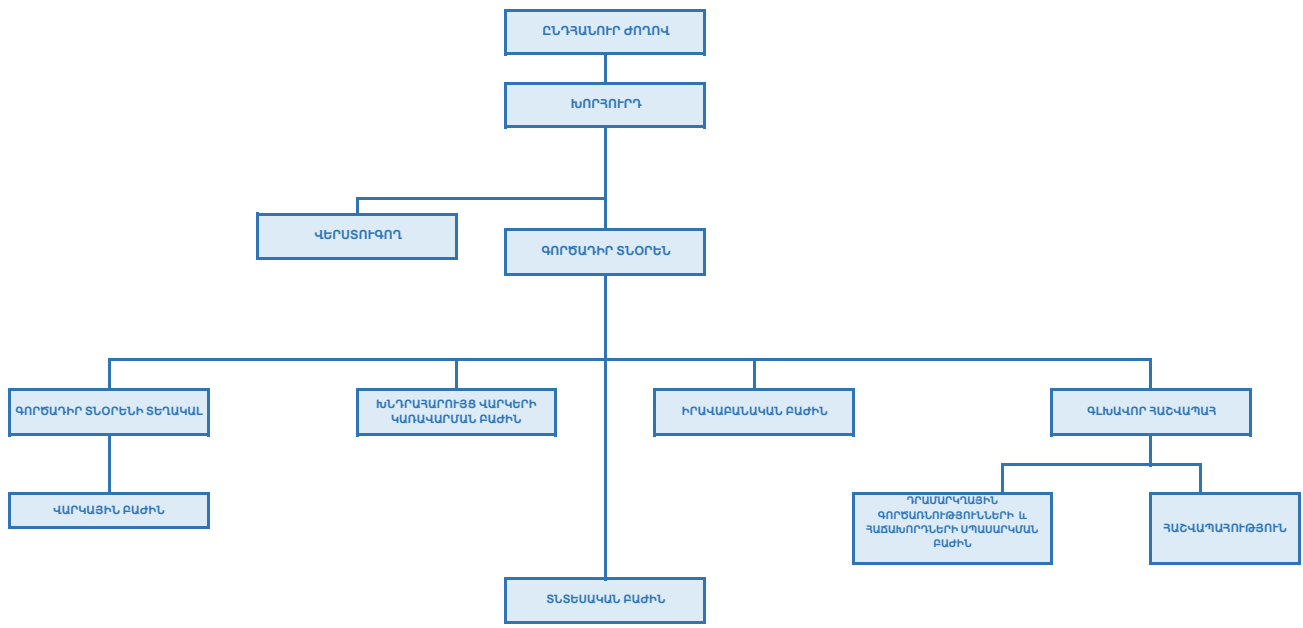 ԸՆԴՀԱՆՈՒՐ ԺՈՂՈՎ
ԽՈՐՀՈՒՐԴ
ՎԵՐՍՏՈՒԳՈՂ
ԳՈՐԾԱԴԻՐ ՏՆՕՐԵՆ
ԳՈՐԾԱԴԻՐ ՏՆՕՐԵՆԻ ՏԵՂԱԿԱԼ
ԽՆԴՐԱՀԱՐՈՒՅՑ ՎԱՐԿԵՐԻ
ԿԱՌԱՎԱՐՄԱՆ ԲԱԺԻՆ
ԻՐԱՎԱԲԱՆԱԿԱՆ ԲԱԺԻՆ
ԳԼԽԱՎՈՐ ՀԱՇՎԱՊԱՀ
ՎԱՐԿԱՅԻՆ ԲԱԺԻՆ
ԴՐԱՄԱՐԿՂԱՅԻՆ
ԳՈՐԾԱՌՆՈՒԹՅՈՒՆՆԵՐԻ և
ՀԱՃԱԽՈՐԴՆԵՐԻ ՍՊԱՍԱՐԿՄԱՆ
ԲԱԺԻՆ
ՀԱՇՎԱՊԱՀՈՒԹՅՈՒՆ
ՏՆՏԵՍԱԿԱՆ ԲԱԺԻՆ